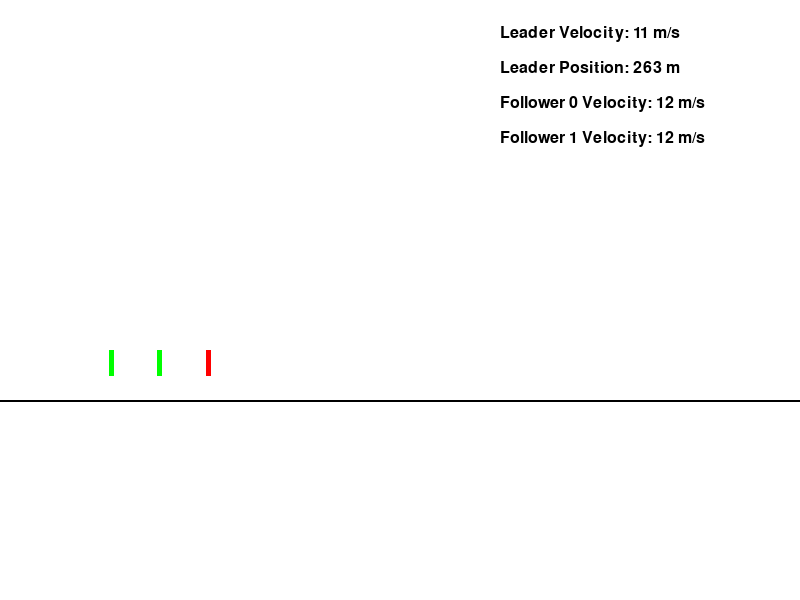 Leader Velocity: 11 m/s
Leader Position: 263 m
Follower 0 Velocity: 12 m/s
Follower 1 Velocity: 12 m/s